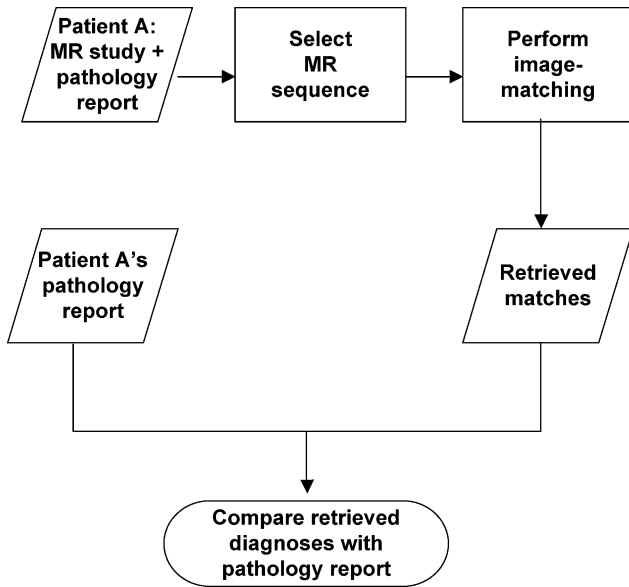 Patient A:
MR study +
pathology
report
Select
MR
sequence
Perform
image-
matching
Patient A's
pathology
report
Retrieved
matches
Compare retrieved
diagnoses with
pathology report